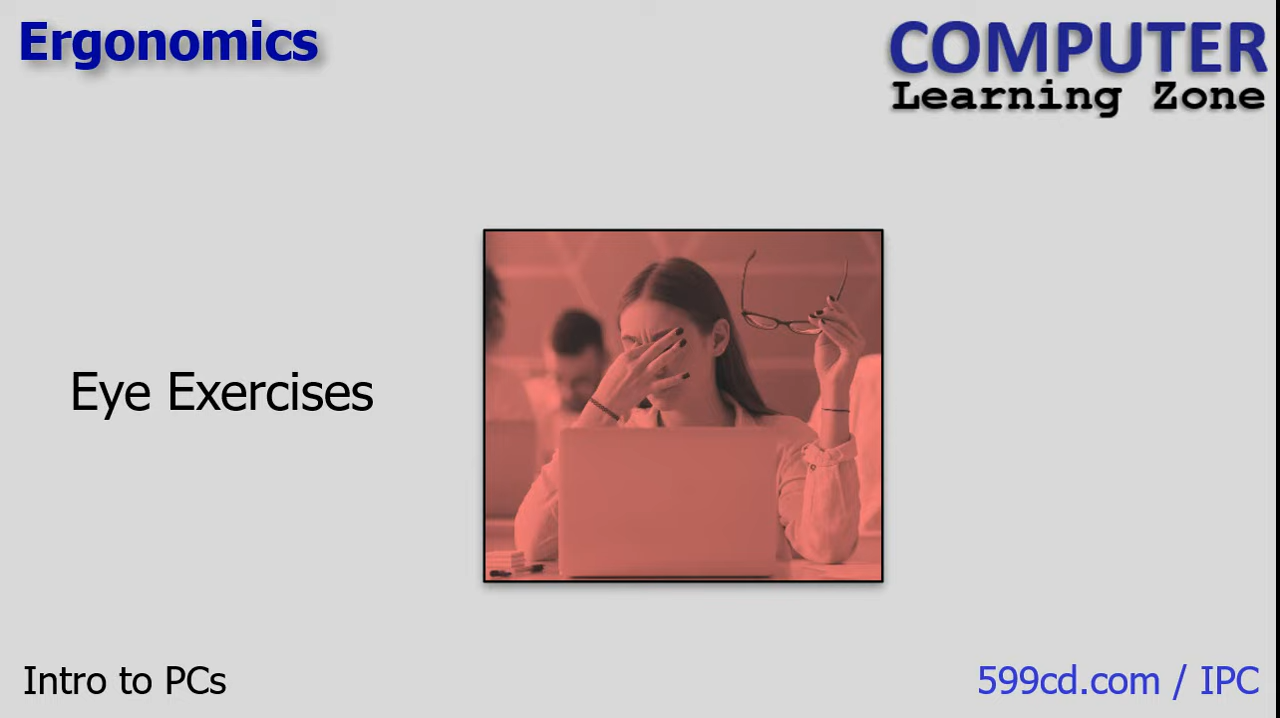 Ergonomics
COMPUTER
Learning Zone
Eye Exercises
Intro to PCs
599cd.com / IPC